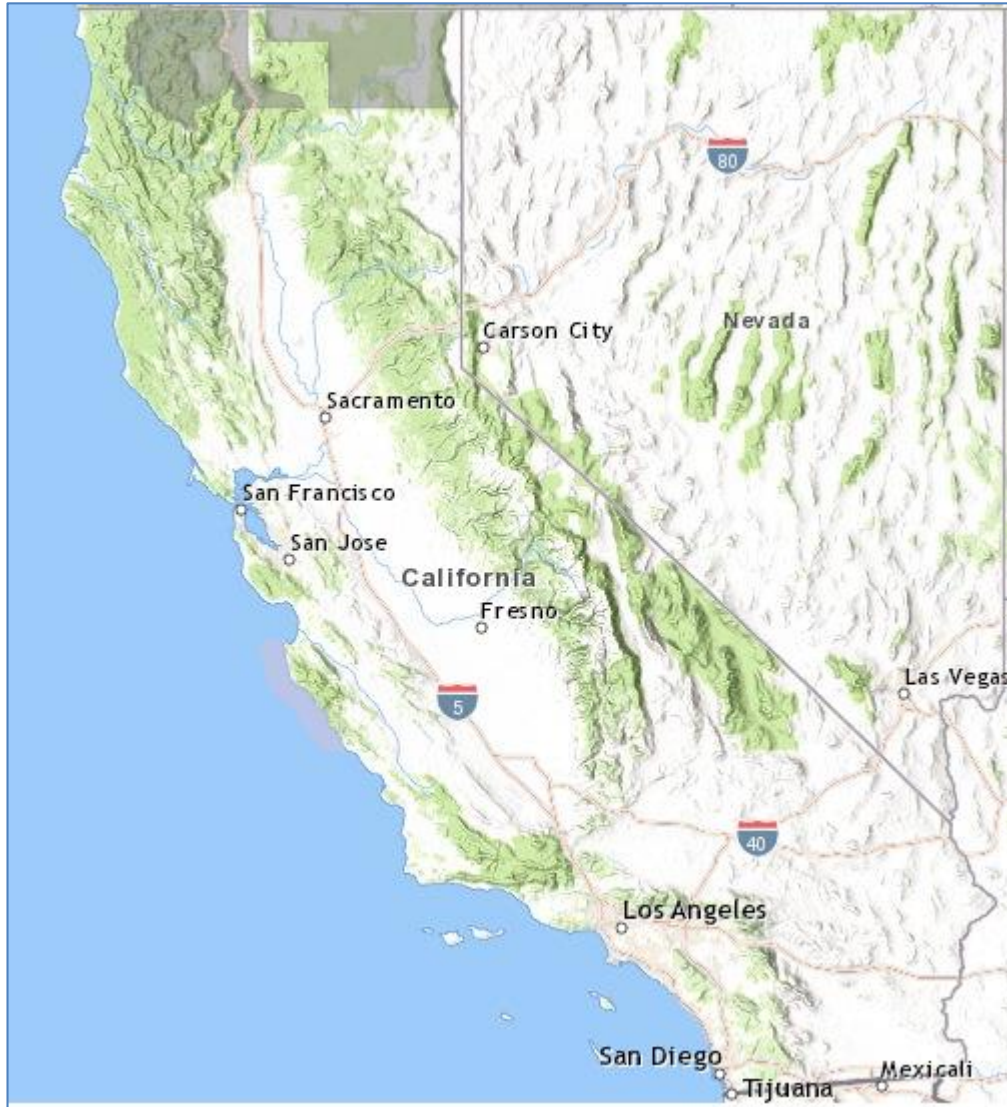 80
Nevada
Carson City
Sacramento
San Francisco
San Jose
California
Fresno
Las Vegas
5
40
Los Angeles
San Diego
Mexicali
Tijuana